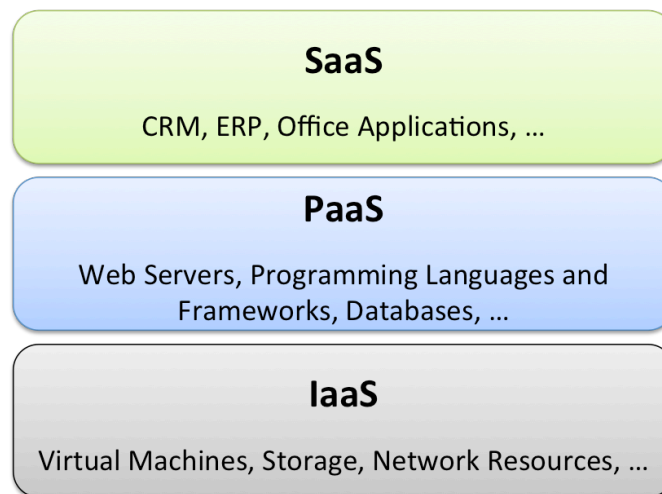 SaaS
CRM, ERP, Office Applications, …
PaaS
Web Servers, Programming Languages and
Frameworks, Databases, …
IaaS
Virtual Machines, Storage, Network Resources, …